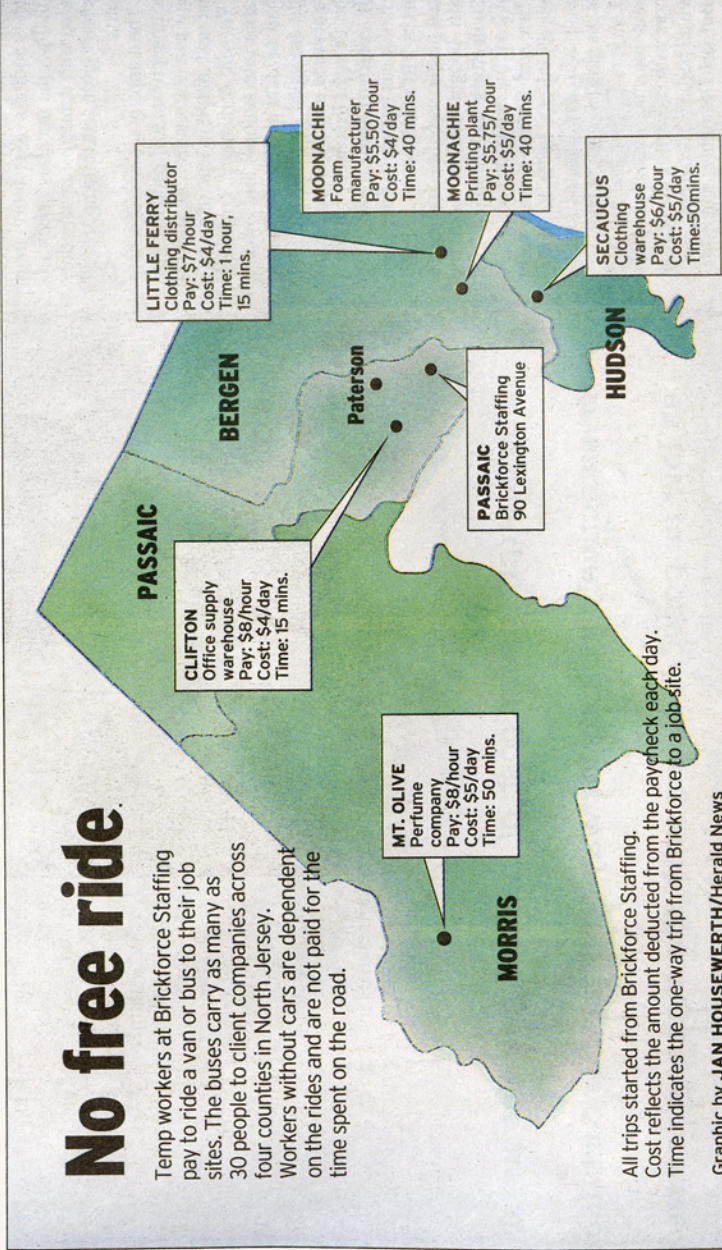 No free ride
Temp workers at Brickforce Staffing
pay to ride a van or bus to their job
sites. The buses carry as many as
30 people to client companies across
four counties in North Jersey.
Workers without cars are dependent
on the rides and are not paid for the
time spent on the road.
PASSAIC
BERGEN
LITTLE FERRY
Clothing distributor
Pay: $7/hour
Cost: $4/day
Time: 1 hour,
15 mins.
CLIFTON
Office supply
warehouse
Pay: $8/hour
Cost: $4/day
Time: 15 mins.
Paterson
MOONACHIE
Foam
manufacturer
Pay: $5.50/hour
Cost: $4/day
Time: 40 mins.
MOONACHIE
Printing plant
Pay: $5.75/hour
Cost: $5/day
Time: 40 mins.
MT. OLIVE
Perfume
company
Pay: $8/hour
Cost: $5/day
Time: 50 mins.
PASSAIC
Brickforce Staffing
90 Lexington Avenue
MORRIS
HUDSON
SECAUCUS
Clothing
warehouse
Pay: $6/hour
Cost: $5/day
Time:50mins.
All trips started from Brickforce Staffing.
Cost reflects the amount deducted from the paycheck each day.
Time indicates the one-way trip from Brickforce to a job site.
Graphic by JAN HOUSEWERTH/Herald News